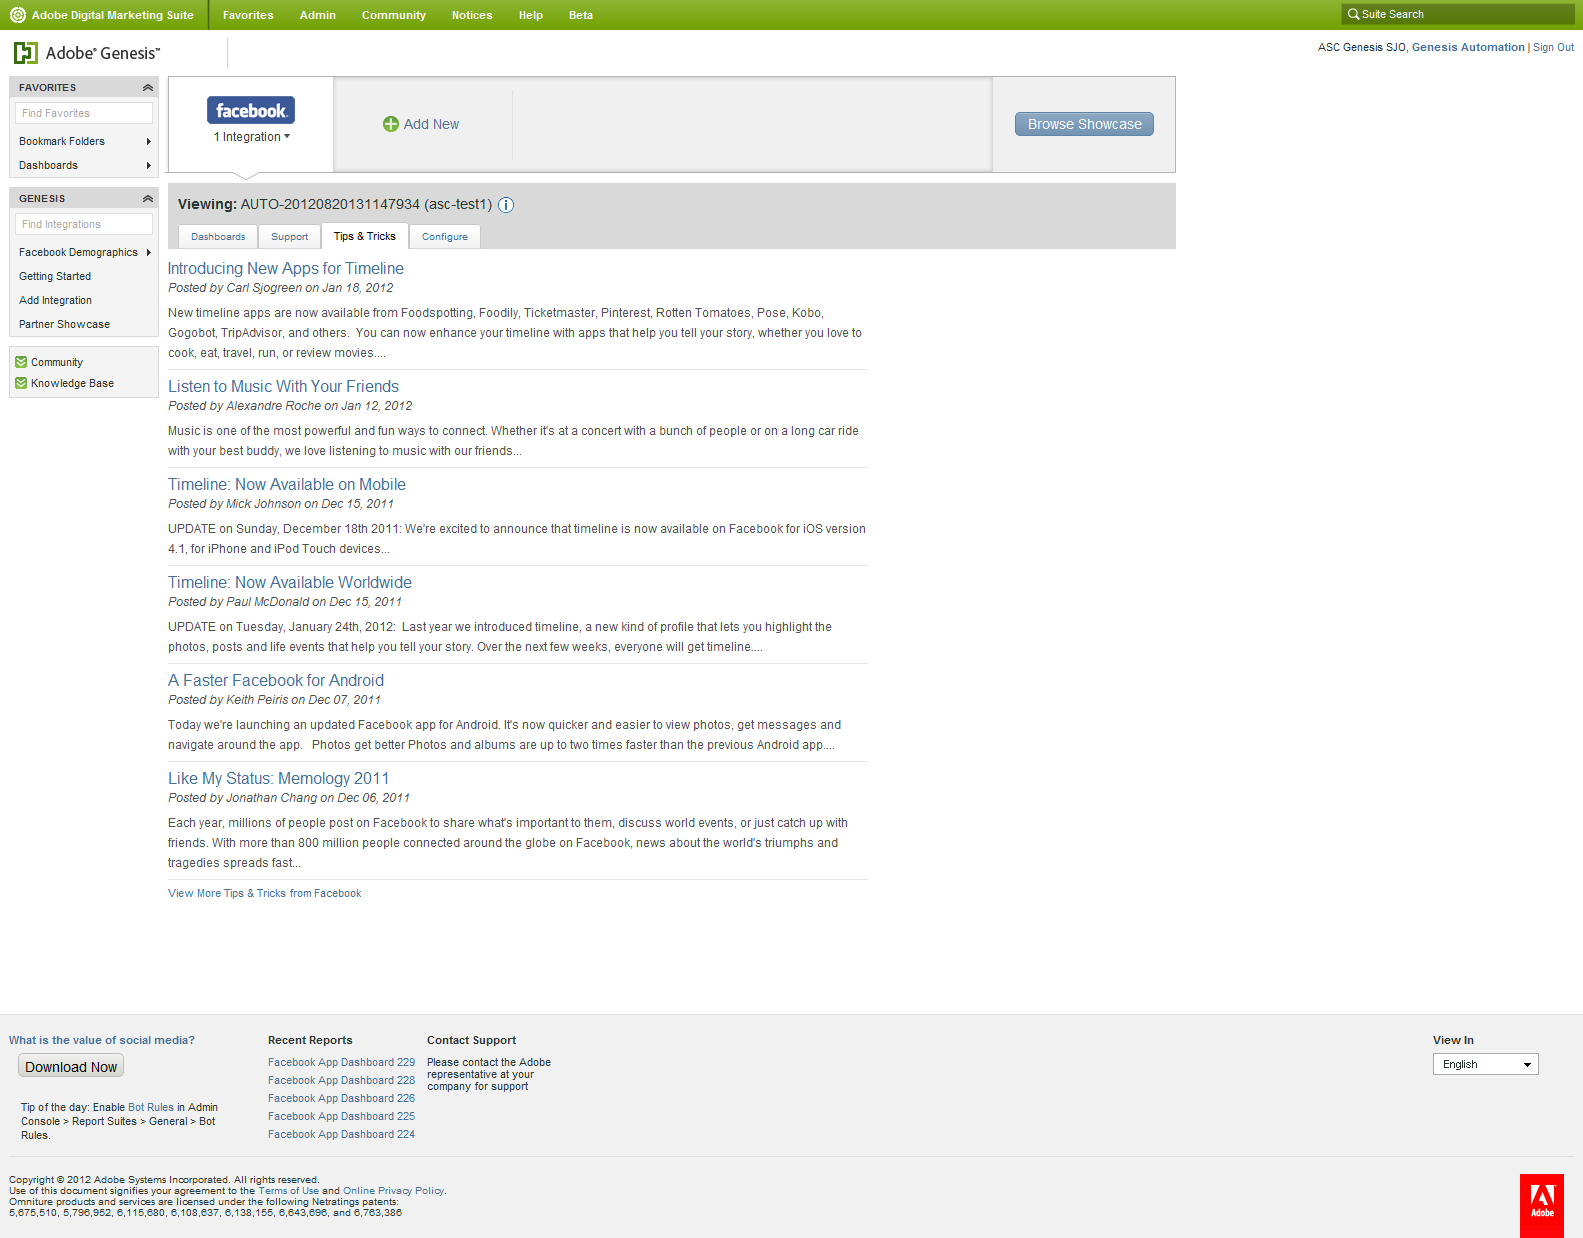 Adobe Digital Marketing Suite Favorites Admin Community Notices Help Beta Suite Search
Adobe® Genesis™
ASC Genesis SJO, Genesis Automation | Sign Out
FAVORITES
Find Favorites
Bookmark Folders
Dashboards
GENESIS
Find Integrations
Facebook Demographics
Getting Started
Add Integration
Partner Showcase
Community
Knowledge Base
facebook.
1 Integration
Add New
Browse Showcase
Viewing: AUTO-20120820131147934 (asc-test1) i
Dashboards Support Tips & Tricks Configure
Introducing New Apps for Timeline
Posted by Carl Sjogreen on Jan 18, 2012
New timeline apps are now available from Foodspotting, Foodily, Ticketmaster, Pinterest, Rotten Tomatoes, Pose, Kobo,
Gogobot, TripAdvisor, and others.  You can now enhance your timeline with apps that help you tell your story, whether you love to
cook, eat, travel, run, or review movies....
Listen to Music With Your Friends
Posted by Alexandre Roche on Jan 12, 2012
Music is one of the most powerful and fun ways to connect. Whether it's at a concert with a bunch of people or on a long car ride
with your best buddy, we love listening to music with our friends...
Timeline: Now Available on Mobile
Posted by Mick Johnson on Dec 15, 2011
UPDATE on Sunday, December 18th 2011: We're excited to announce that timeline is now available on Facebook for iOS version
4.1, for iPhone and iPod Touch devices...
Timeline: Now Available Worldwide
Posted by Paul McDonald on Dec 15, 2011
UPDATE on Tuesday, January 24th, 2012:  Last year we introduced timeline, a new kind of profile that lets you highlight the
photos, posts and life events that help you tell your story. Over the next few weeks, everyone will get timeline....
A Faster Facebook for Android
Posted by Keith Peiris on Dec 07, 2011
Today we're launching an updated Facebook app for Android. It's now quicker and easier to view photos, get messages and
navigate around the app.   Photos get better Photos and albums are up to two times faster than the previous Android app....
Like My Status: Memology 2011
Posted by Jonathan Chang on Dec 06, 2011
Each year, millions of people post on Facebook to share what's important to them, discuss world events, or just catch up with
friends. With more than 800 million people connected around the globe on Facebook, news about the world's triumphs and
tragedies spreads fast...
View More Tips & Tricks from Facebook
What is the value of social media?
Download Now
Tip of the day: Enable Bot Rules in Admin
Console > Report Suites > General > Bot
Rules.
Recent Reports
Facebook App Dashboard 229
Facebook App Dashboard 228
Facebook App Dashboard 226
Facebook App Dashboard 225
Facebook App Dashboard 224
Contact Support
Please contact the Adobe
representative at your
company for support
View In
English
Copyright © 2012 Adobe Systems Incorporated. All rights reserved.
Use of this document signifies your agreement to the Terms of Use and Online Privacy Policy.
Omniture products and services are licensed under the following Netratings patents:
5,675,510, 5,796,952, 6,115,680, 6,108,637, 6,138,155, 6,643,696, and 6,763,386
Adobe